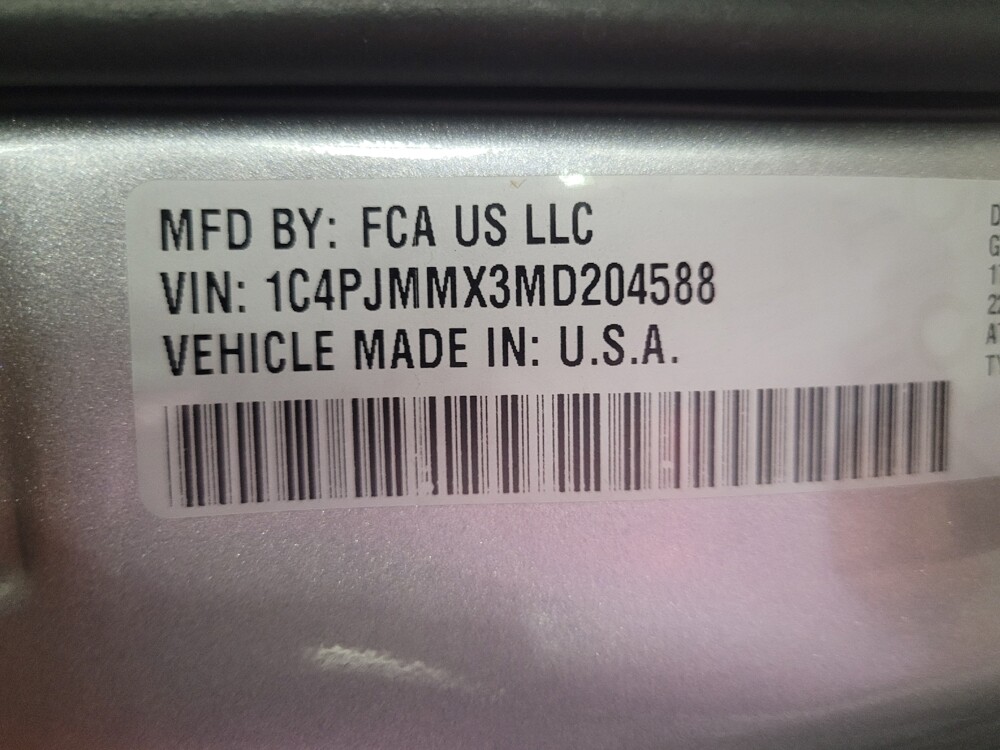 MFD BY: FCA US LLC
VIN: 1C4PJMMX3MD204588
VEHICLE MADE IN: U.S.A.